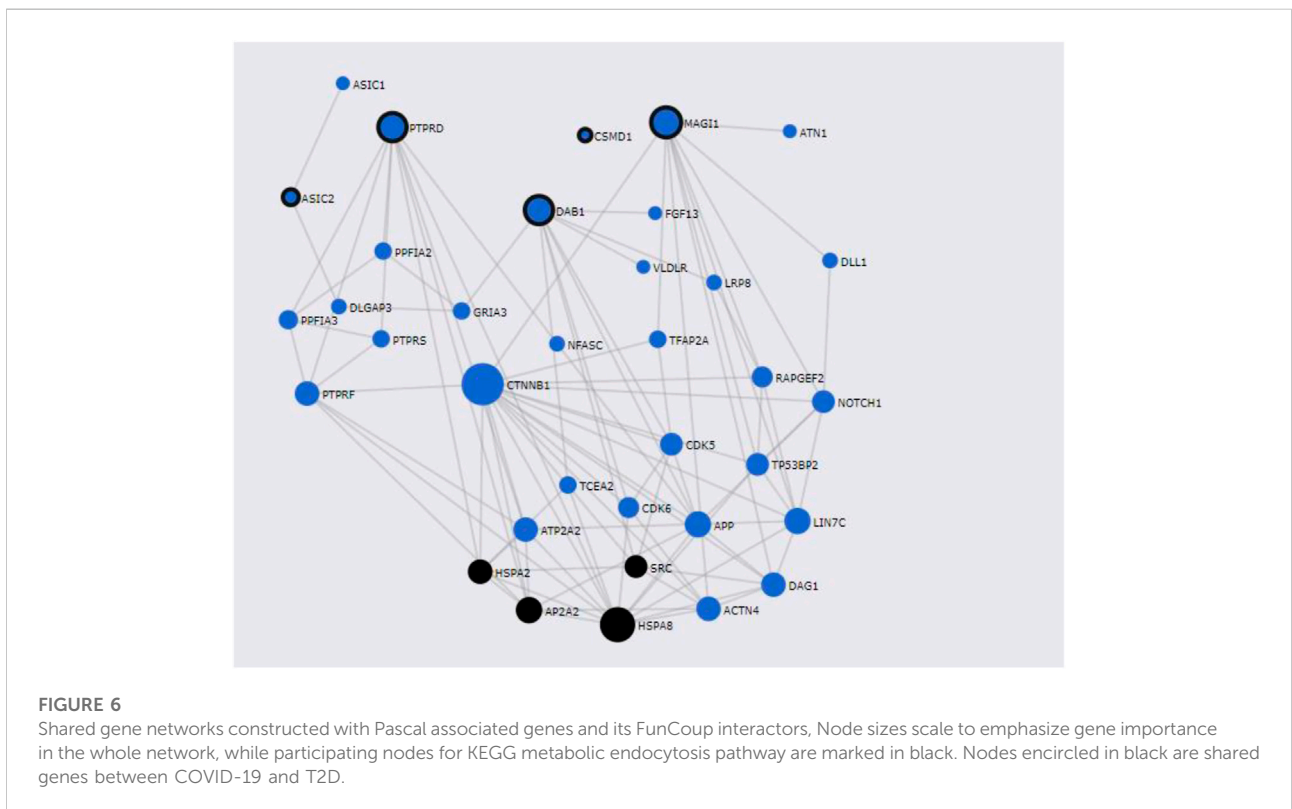 ASIC1
PTPRD
CSMD1
MAGI1
ATN1
ASIC2
DAB1
FGF13
PPFIA2
VLDLR
LRP8
DLL1
DLGAP3
GRIA3
PPFIA3
PTPRS
NFASC
TFAP2A
CTNNB1
RAPGEF2
PTPRF
NOTCH1
CDK5
TP53BP2
TCEA2
CDK6
ATP2A2
APP
LIN7C
HSPA2
SRC
DAG1
AP2A2
ACTN4
HSPA8
FIGURE 6
Shared gene networks constructed with Pascal associated genes and its FunCoup interactors, Node sizes scale to emphasize gene importance
in the whole network, while participating nodes for KEGG metabolic endocytosis pathway are marked in black. Nodes encircled in black are shared
genes between COVID-19 and T2D.